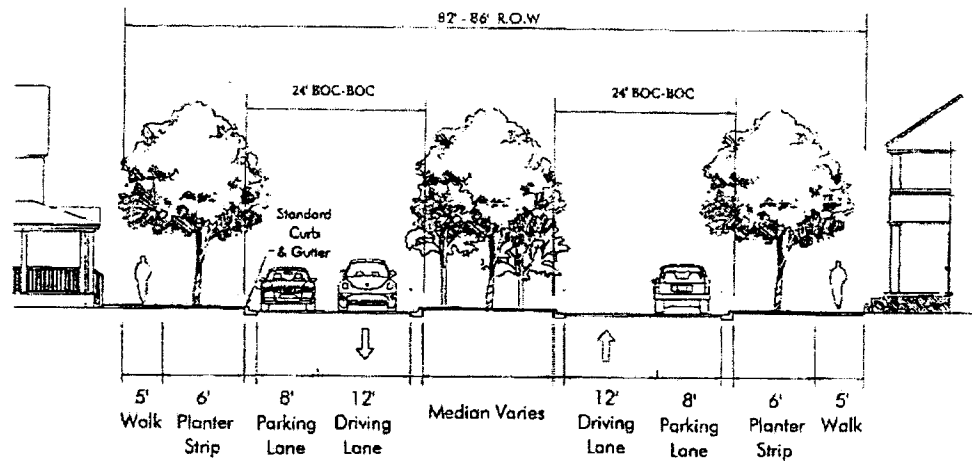 82' - 86' R.O.W
24' BOC-BOC
24' BOC-BOC
Standard
Curb
& Gutter
5'
Walk
6'
Planter
Strip
8'
Parking
Lane
12'
Driving
Lane
Median Varies
12'
Driving
Lane
8'
Parking
Lane
6'
Planter
Strip
5'
Walk